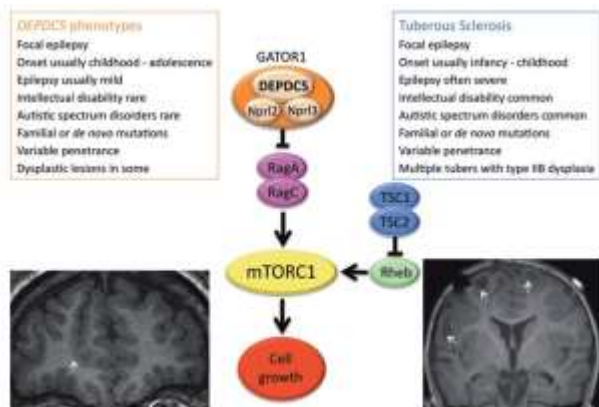 DEPDC5 phenotypes
Focal epilepsy
Onset usually childhood - adolescence
Epilepsy usually mild
Intellectual disability rare
Autistic spectrum disorders rare
Familial or de novo mutations
Variable penetrance
Dysplastic lesions in some
GATOR1
DEPDC5
Nprl2
Nprl3
RagA
RagC
mTORC1
Cell
growth
Tuberous Sclerosis
Focal epilepsy
Onset usually infancy - childhood
Epilepsy often severe
Intellectual disability common
Autistic spectrum disorders common
Familial or de novo mutations
Variable penetrance
Multiple tubers with type IIB dysplasia
TSC1
TSC2
Rheb